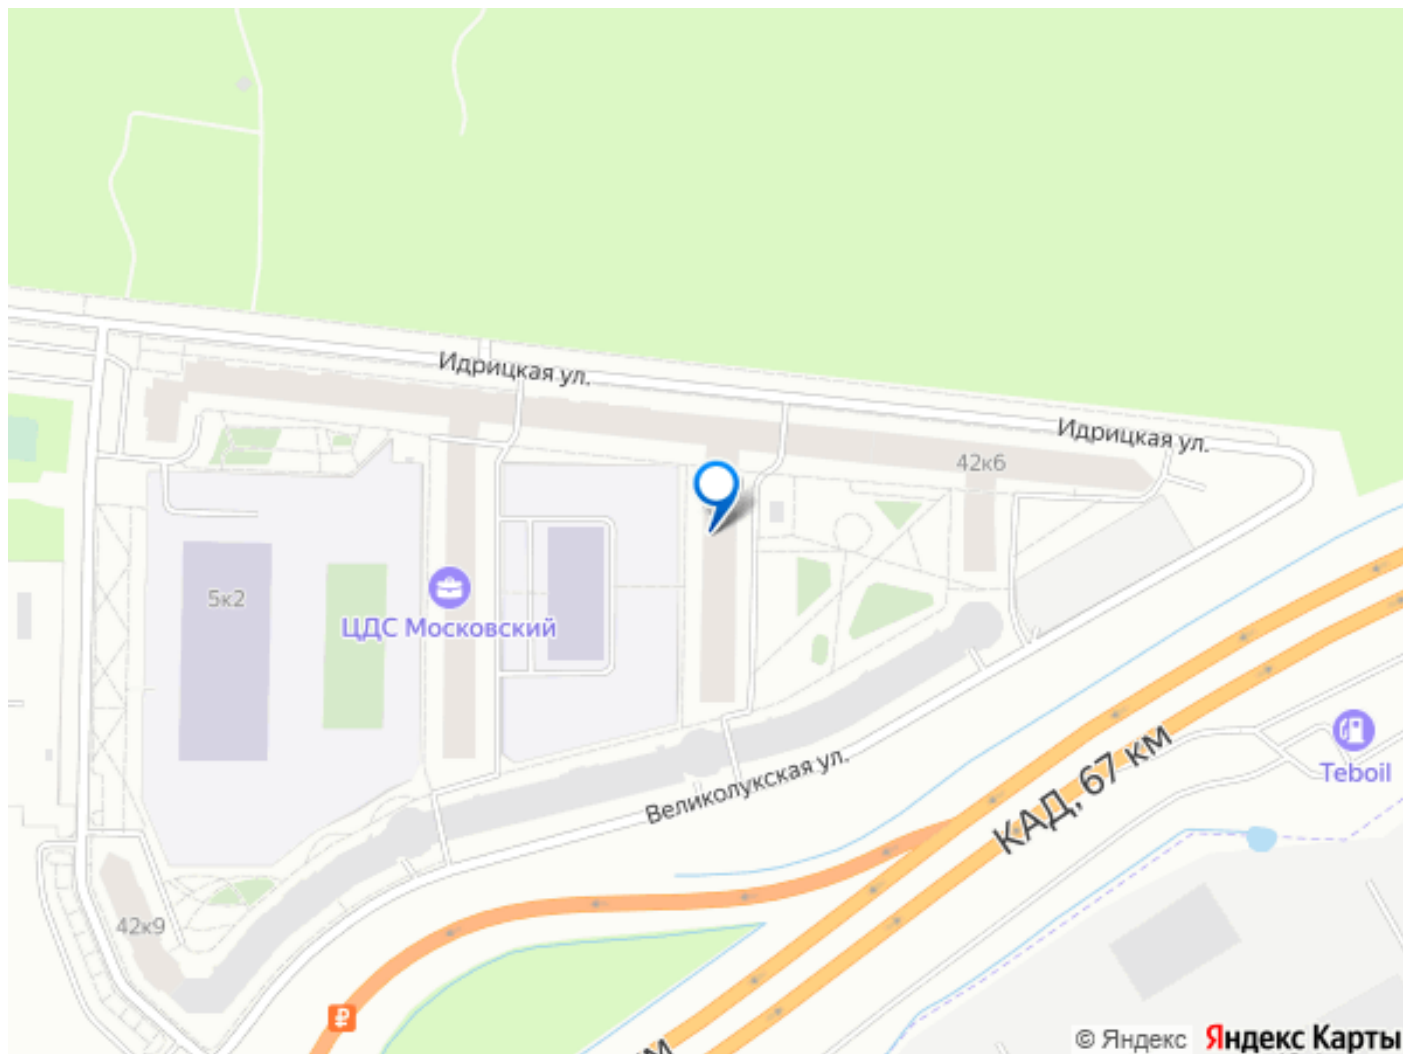 Идрицкая ул.
Идрицкая ул.
42к6
5к2
ЦДС Московский
Великолукская ул.
КАД, 67 км
Teboil
42к9
© Яндекс Яндекс Карты